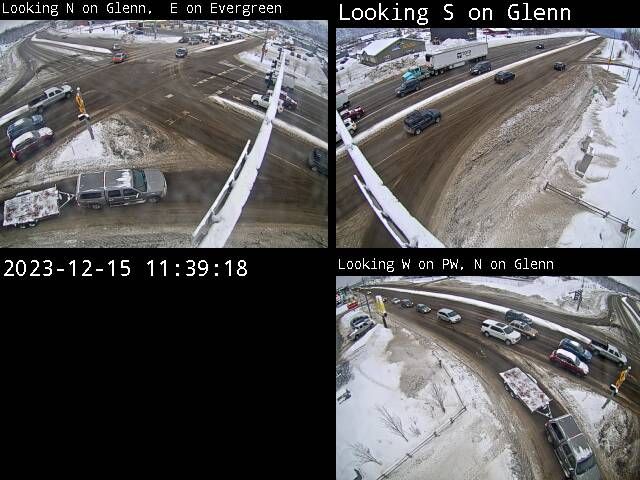 Looking N on Glenn,  E on Evergreen
Looking S on Glenn
2023-12-15 11:39:18
Looking W on PW, N on Glenn